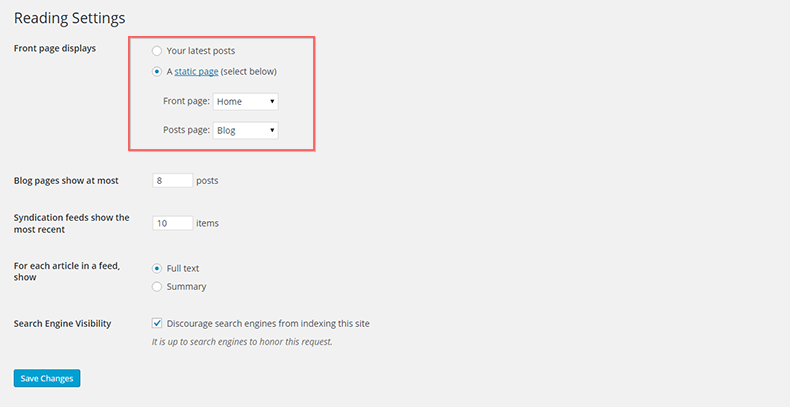 Reading Settings
Front page displays
Your latest posts
A static page (select below)
Front page: Home
Posts page: Blog
Blog pages show at most 8 posts
Syndication feeds show the
most recent
10 items
For each article in a feed,
show
Full text
Summary
Search Engine Visibility
Discourage search engines from indexing this site
It is up to search engines to honor this request.
Save Changes